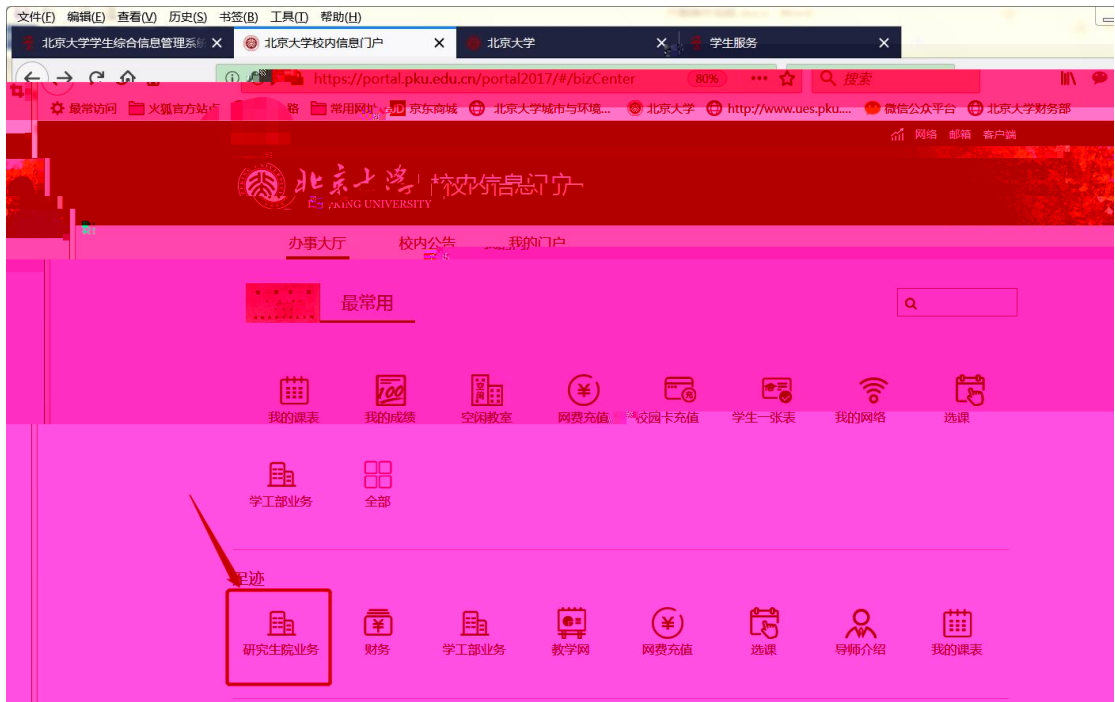 文件(F) 编辑(E) 查看(V) 历史(S) 书签(B) 工具(T) 帮助(H)
北京大学学生综合信息管理系统 北京大学校内信息门户 北京大学 学生服务
https://portal.pku.edu.cn/portal2017/#/bizCenter 80% 搜索
最常访问 火狐官方站点 常用网址 JD 京东商城 北京大学城市与环境... 北京大学 http://www.ues.pku.... 微信公众平台 北京大学财务部
网络 邮箱 客户端
北京大学 校内信息门户
PEKING UNIVERSITY
办事大厅 校内公告 我的门户
最常用
我的课表 我的成绩 空闲教室 网费充值 校园卡充值 学生一张表 我的网络 选课
学工部业务 全部
足迹
研究生院业务 财务 学工部业务 教学网 网费充值 选课 导师介绍 我的课表